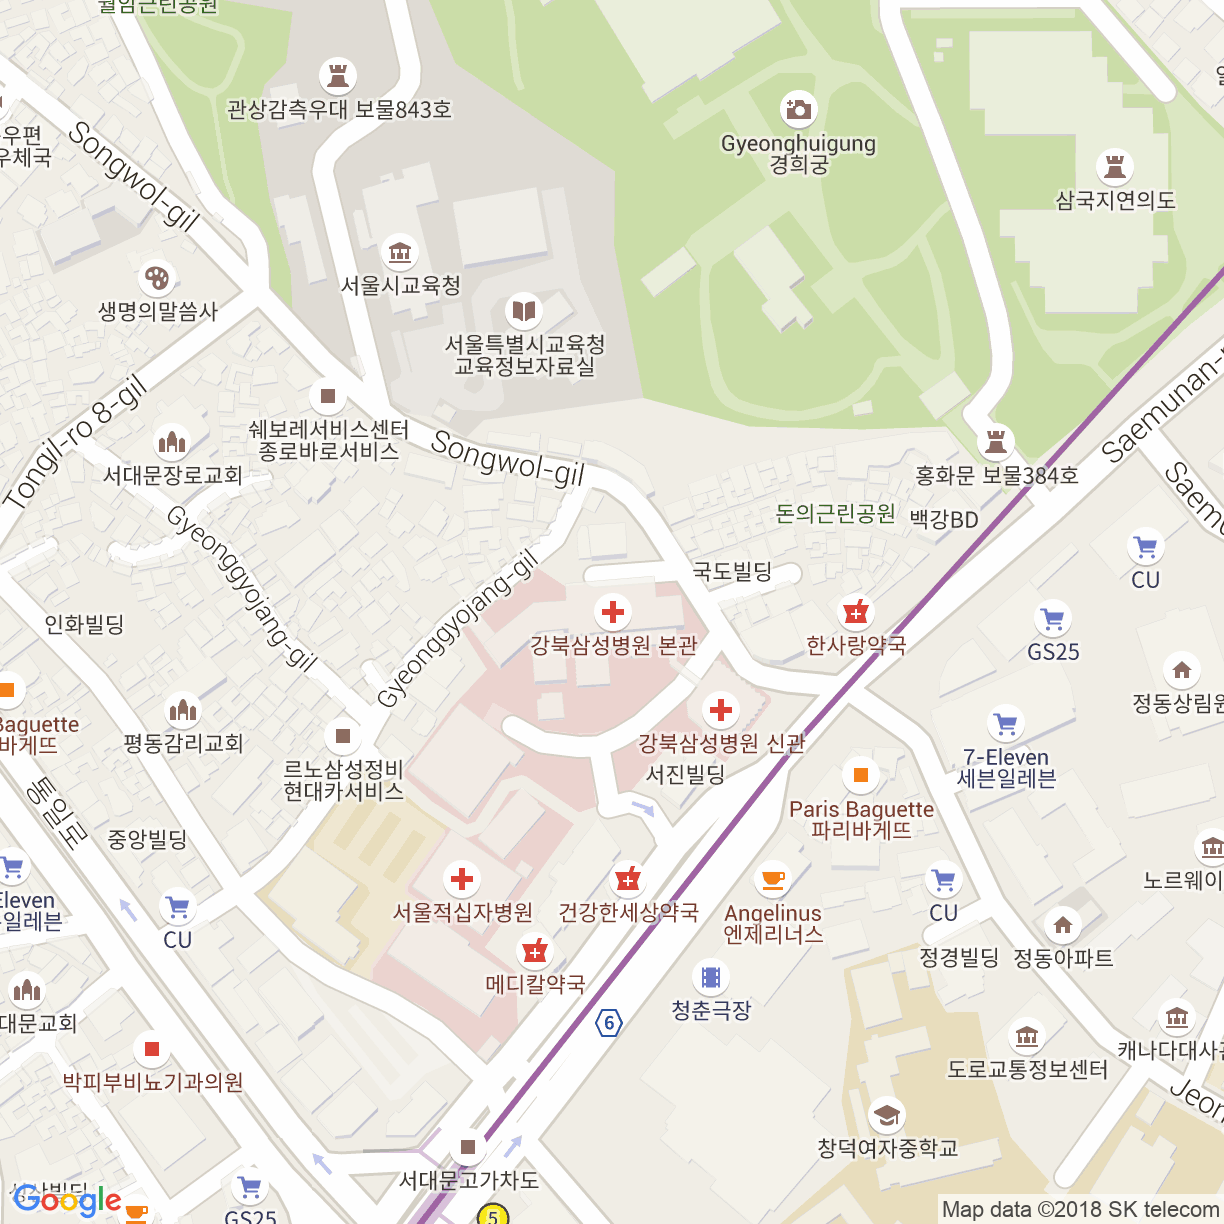 월암근린공원
관상감측우대 보물843호
Gyeonghuigung
경희궁
우편
우체국
Songwol-gil
삼국지연의도
서울시교육청
생명의말씀사
서울특별시교육청
교육정보자료실
Saemunan-r
Tongil-ro 8-gil
쉐보레서비스센터
종로바로서비스
Songwol-gil
서대문장로교회
홍화문 보물384호
Saemu
Gyeonggyojang-gil
돈의근린공원
백강BD
CU
국도빌딩
Gyeonggyojang-gil
인화빌딩
강북삼성병원 본관
한사랑약국
GS25
정동상림원
Baguette
바게뜨
평동감리교회
강북삼성병원 신관
7-Eleven
세븐일레븐
르노삼성정비
현대카서비스
서진빌딩
통일로
Paris Baguette
파리바게뜨
중앙빌딩
노르웨이
Eleven
일레븐
CU
서울적십자병원
건강한세상약국
Angelinus
엔제리너스
CU
정경빌딩
정동아파트
메디칼약국
청춘극장
대문교회
6
캐나다대사관
박피부비뇨기과의원
도로교통정보센터
Jeon
창덕여자중학교
서대문고가차도
Google
GS25
5
Map data ©2018 SK telecom